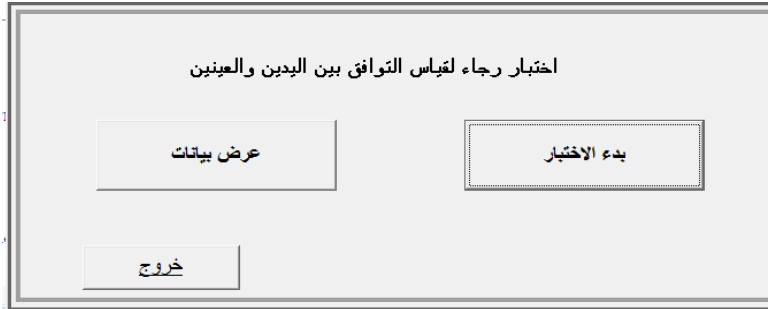 اختبار رجاء لقياس التوافق بين اليدين والعينين
بدء الاختبار
عرض بيانات
خروج